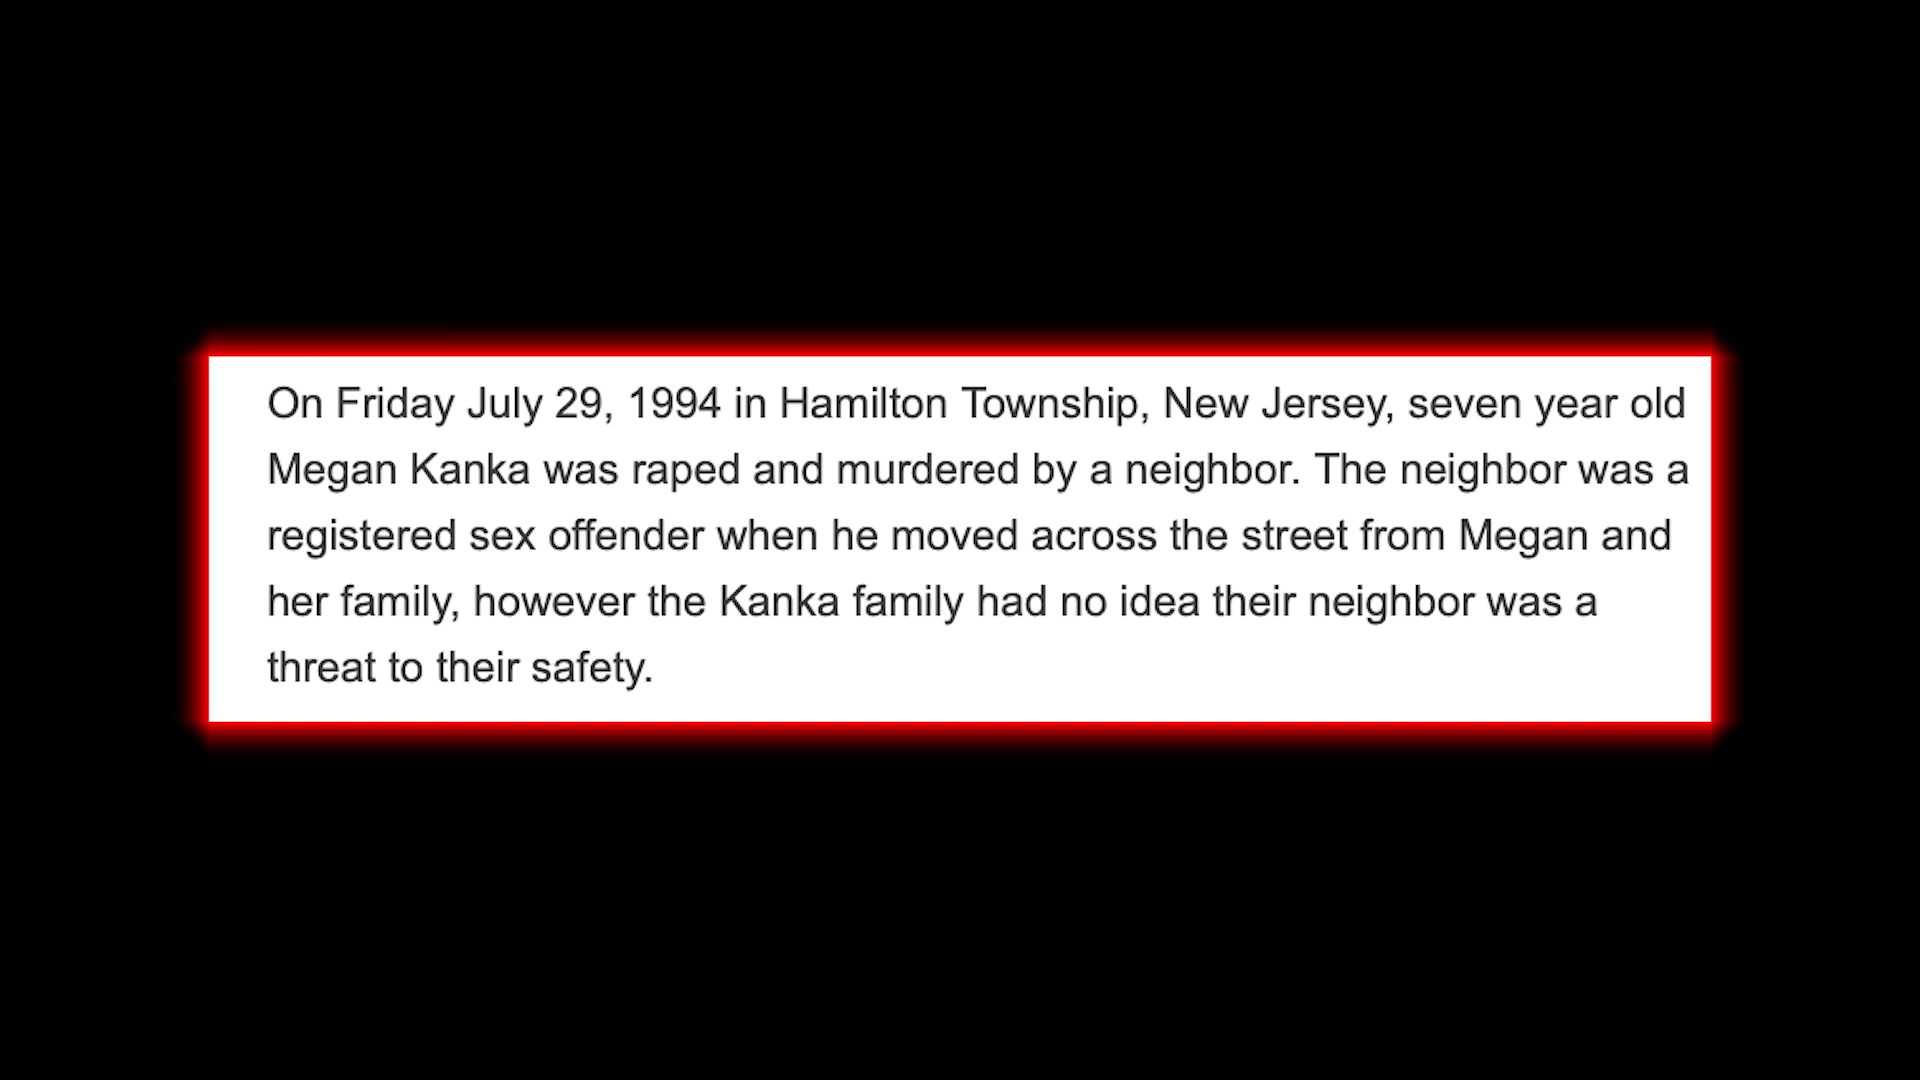 On Friday July 29, 1994 in Hamilton Township, New Jersey, seven year old
Megan Kanka was raped and murdered by a neighbor. The neighbor was a
registered sex offender when he moved across the street from Megan and
her family, however the Kanka family had no idea their neighbor was a
threat to their safety.